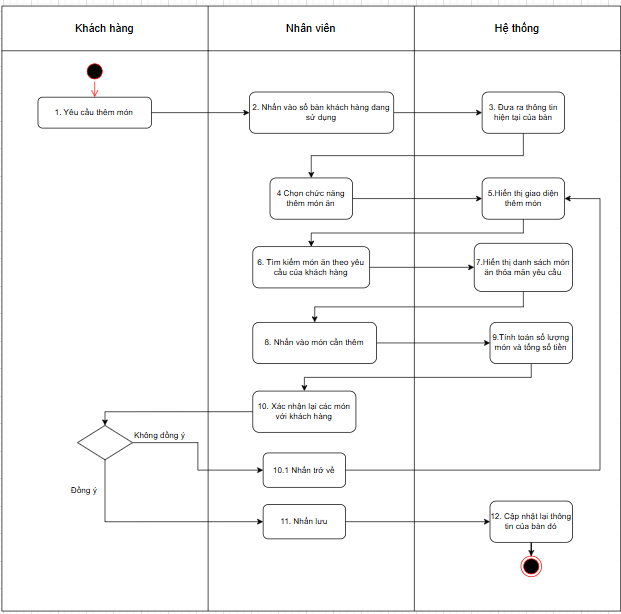 Khách hàng
Nhân viên
Hệ thống
1. Yêu cầu thêm món
2. Nhấn vào số bàn khách hàng đang
sử dụng
3. Đưa ra thông tin
hiện tại của bàn
4 Chọn chức năng
thêm món ăn
5.Hiển thị giao diện
thêm món
6. Tìm kiếm món ăn theo yêu
cầu của khách hàng
7.Hiển thị danh sách món
ăn thỏa mãn yêu cầu
8. Nhấn vào món cần thêm
9.Tính toán số lượng
món và tổng số tiền
10. Xác nhận lại các món
với khách hàng
Không đồng ý
10.1 Nhấn trở về
Đồng ý
11. Nhấn lưu
12. Cập nhật lại thông
tin của bàn đó